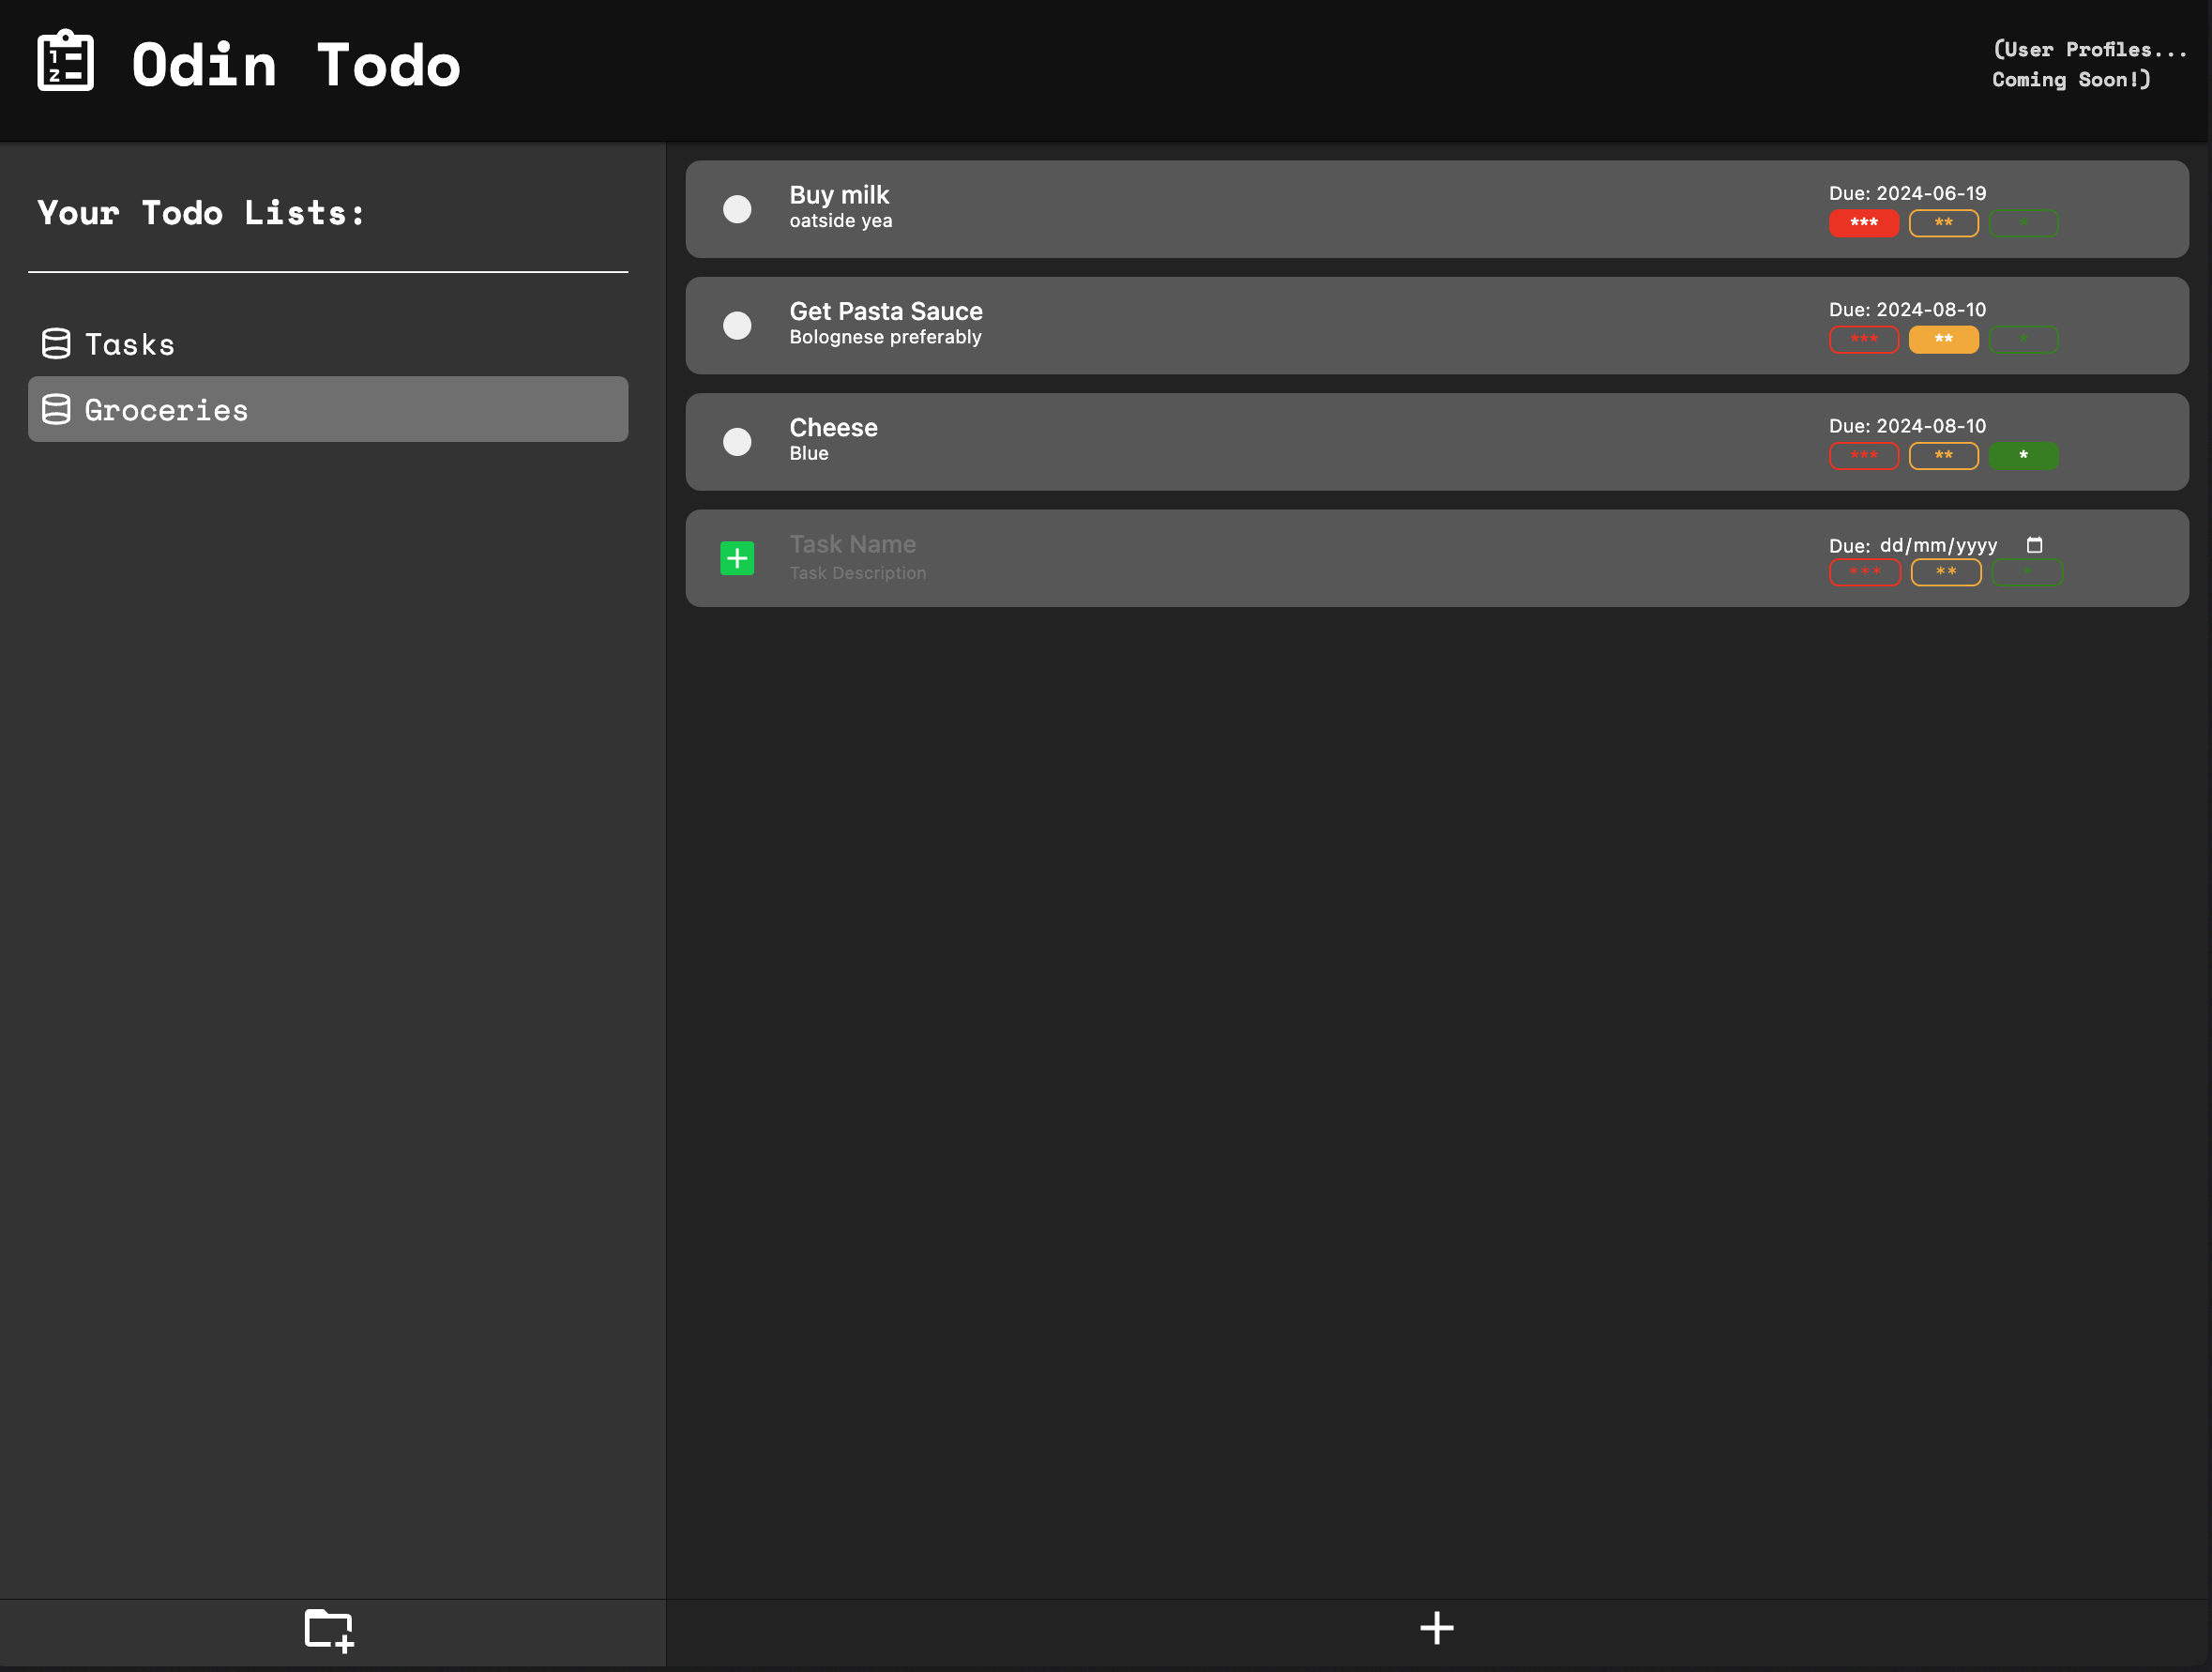 Odin Todo
(User Profiles...
Coming Soon!)
Your Todo Lists:
Tasks
Groceries
Buy milk
oatside yea
Due: 2024-06-19
*** ** *
Get Pasta Sauce
Bolognese preferably
Due: 2024-08-10
*** ** *
Cheese
Blue
Due: 2024-08-10
*** ** *
Task Name
Task Description
Due: dd/mm/yyyy
*** ** *